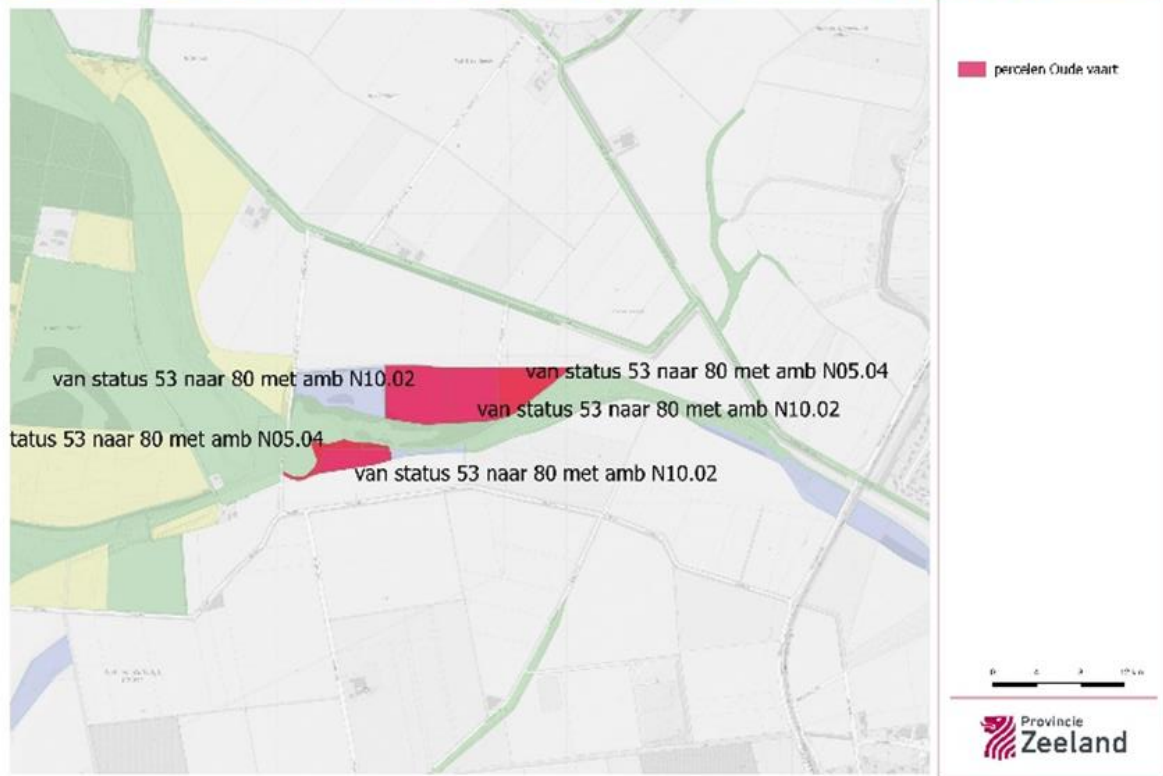 percelen Oude vaart
van status 53 naar 80 met amb N05.04
van status 53 naar 80 met amb N10.02
van status 53 naar 80 met amb N10.02
tatus 53 naar 80 met amb N05.04
van status 53 naar 80 met amb N10.02
0
Provincie
Zeeland